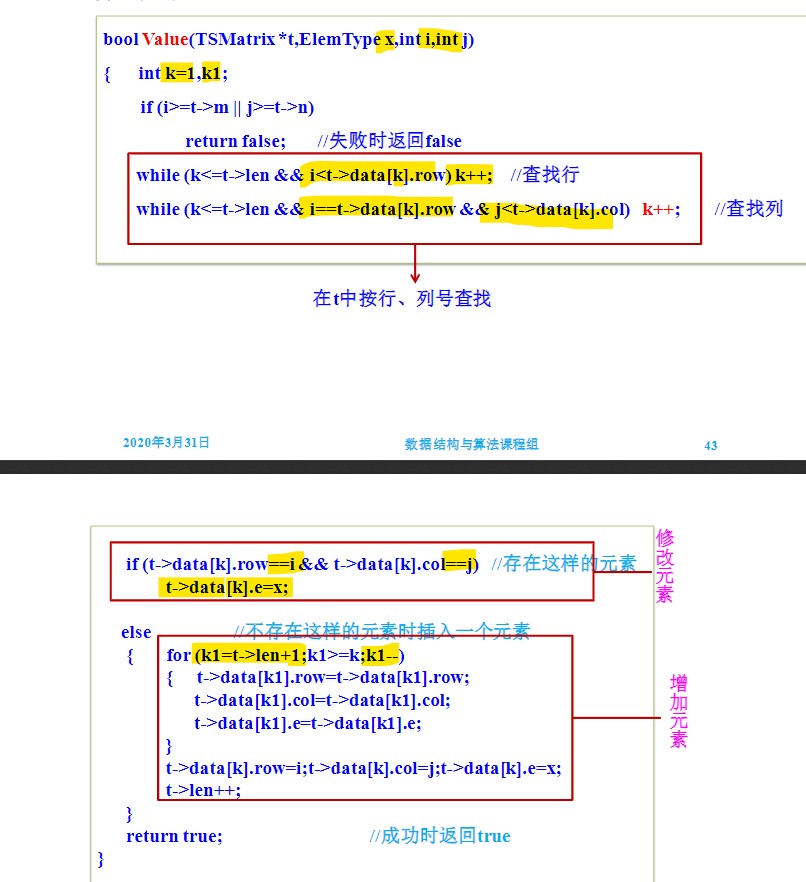 bool Value(TSMatrix *t,ElemType x,int i,int j)
{ int k=1,k1;
if (i>=t->m || j>=t->n)
return false; //失败时返回false
while (k<=t->len && i<t->data[k].row) k++; //查找行
while (k<=t->len && i==t->data[k].row && j<t->data[k].col) k++; //查找列
在t中按行、列号查找
2020年3月31日 数据结构与算法课程组 43
if (t->data[k].row==i && t->data[k].col==j) //存在这样的元素
t->data[k].e=x;
修改元素
else //不存在这样的元素时插入一个元素
{ for (k1=t->len+1;k1>=k;k1--)
{ t->data[k1].row=t->data[k1].row;
t->data[k1].col=t->data[k1].col;
t->data[k1].e=t->data[k1].e;
}
t->data[k].row=i;t->data[k].col=j;t->data[k].e=x;
t->len++;
增加元素
}
return true; //成功时返回true
}